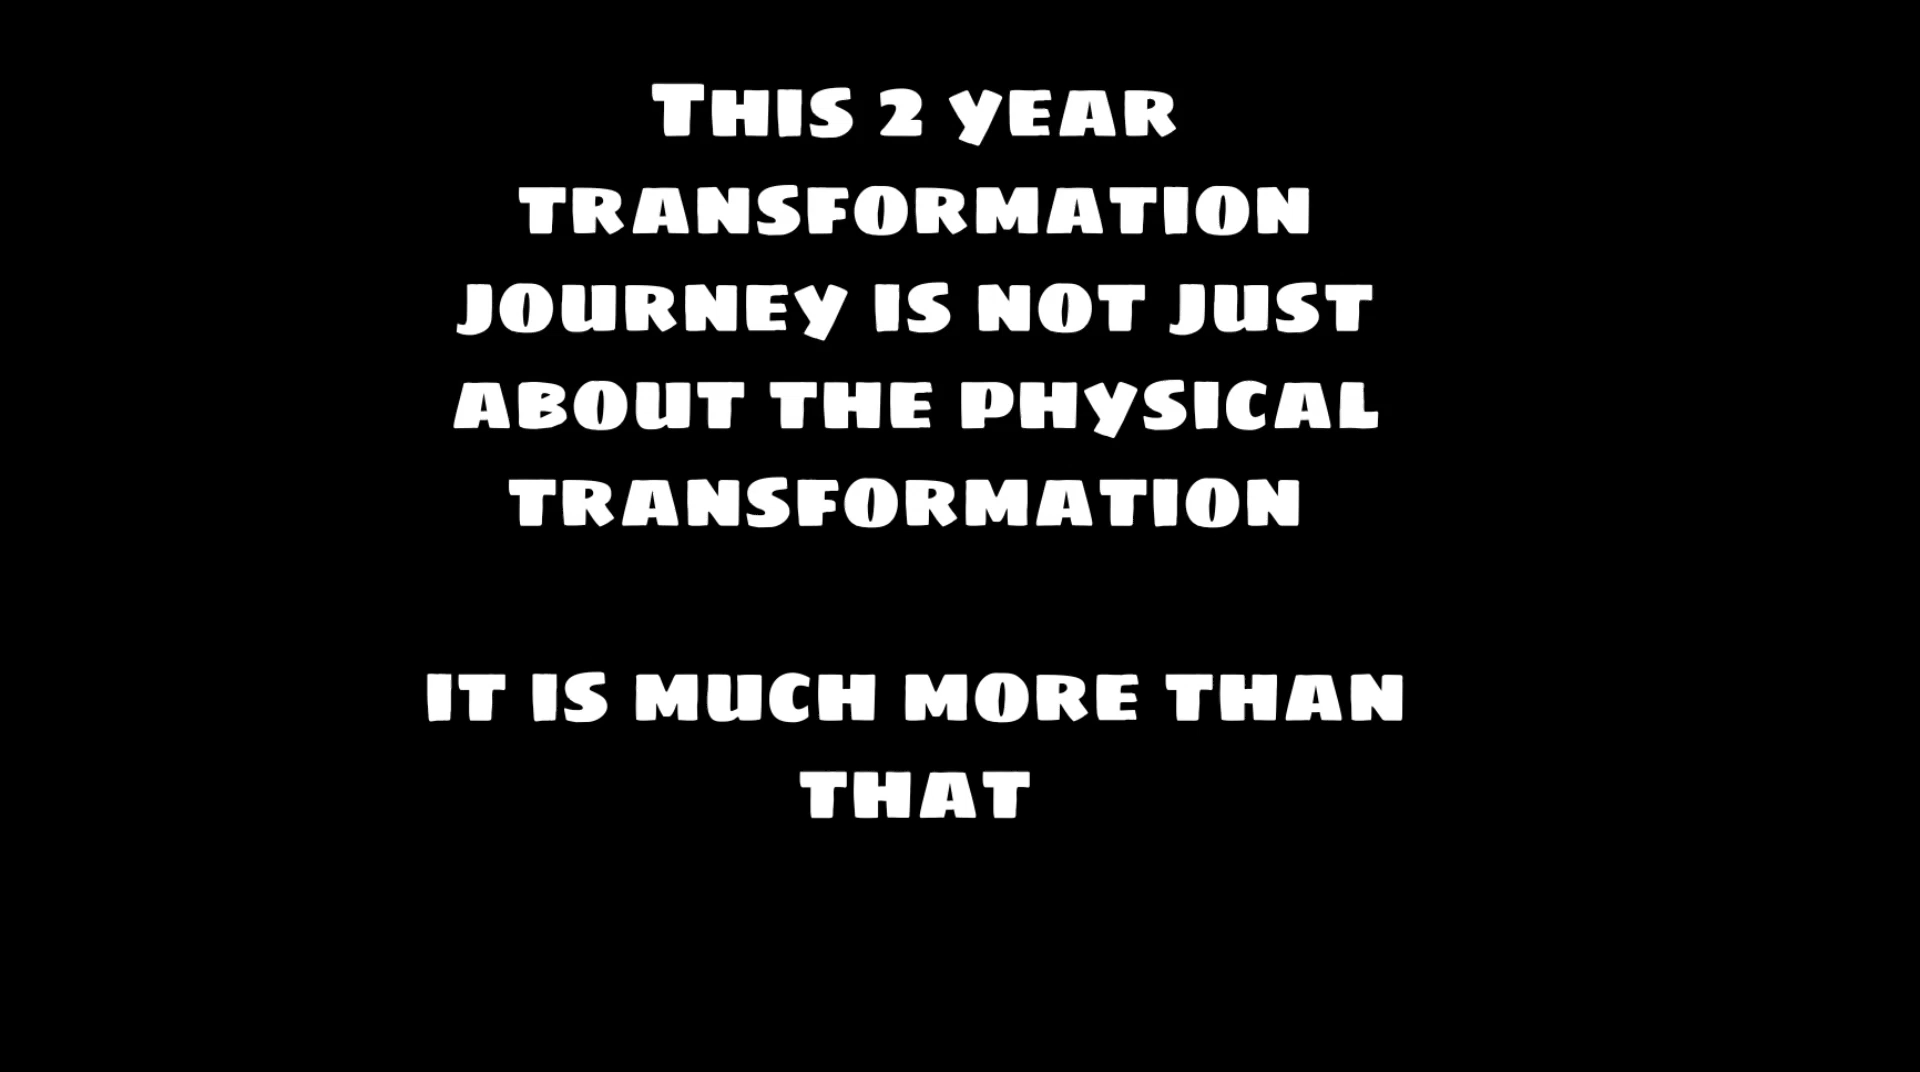 This 2 year
transformation
journey is not just
about the physical
transformation
it is much more than
that